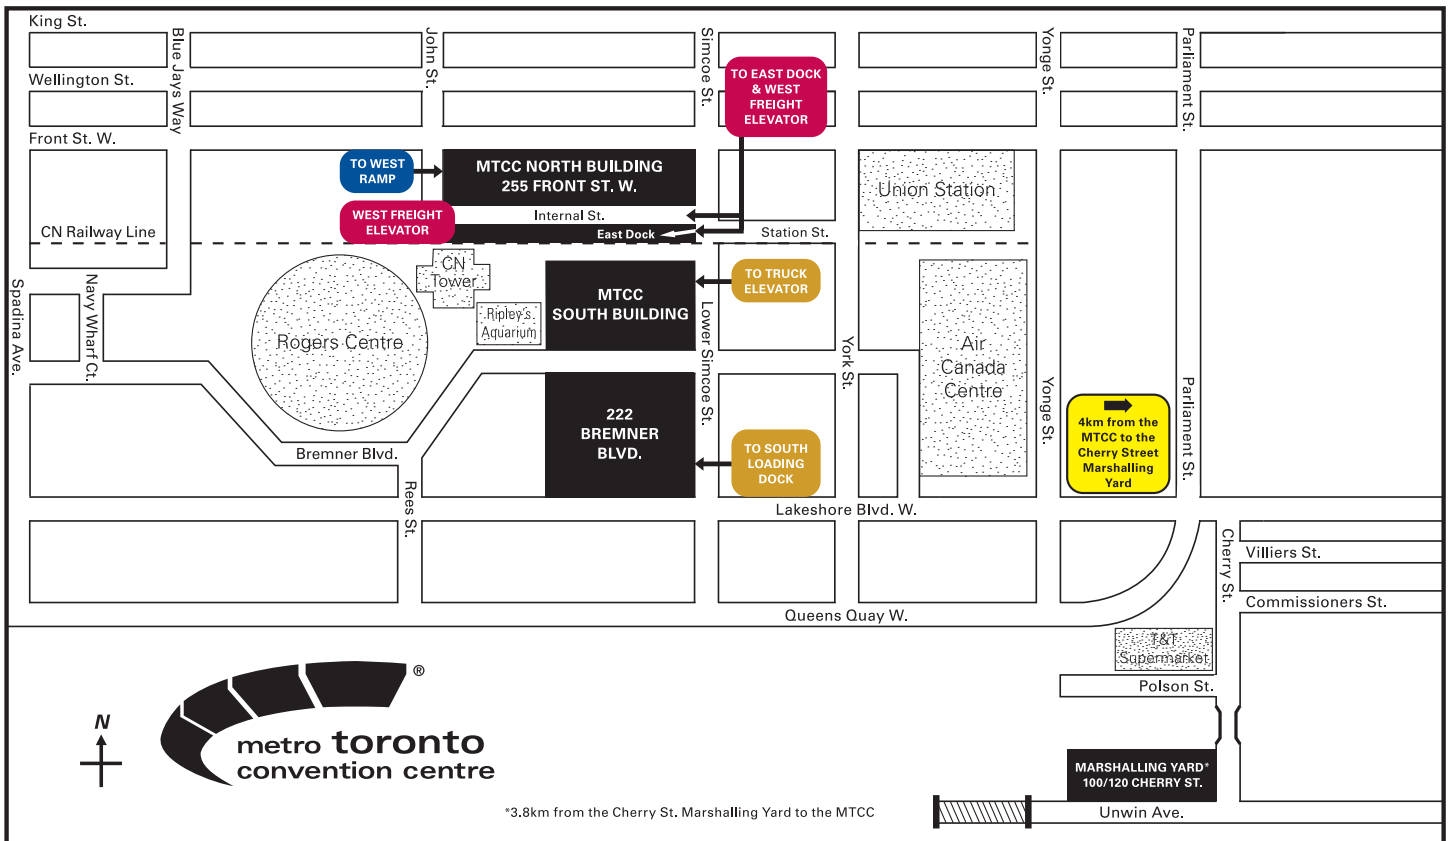 King St.
Blue Jays Way
John St.
Simcoe St.
Yonge St.
Parliament St.
Wellington St.
TO EAST DOCK
& WEST
FREIGHT
ELEVATOR
Front St. W.
TO WEST
RAMP
MTCC NORTH BUILDING
255 FRONT ST. W.
Union Station
WEST FREIGHT
ELEVATOR
Internal St.
East Dock
Station St.
CN Railway Line
CN
Tower
TO TRUCK
ELEVATOR
Spadina Ave.
Navy Wharf Ct.
MTCC
SOUTH BUILDING
Ripley's
Aquarium
Rogers Centre
Lower Simcoe St.
York St.
Air
Canada
Centre
Yonge St.
Parliament St.
222
BREMNER
BLVD.
4km from the
MTCC to the
Cherry Street
Marshalling
Yard
Bremner Blvd.
TO SOUTH
LOADING
DOCK
Rees St.
Lakeshore Blvd. W.
Cherry St.
Villiers St.
Commissioners St.
Queens Quay W.
T&T
Supermarket
Polson St.
N
®
metro toronto
convention centre
MARSHALLING YARD*
100/120 CHERRY ST.
*3.8km from the Cherry St. Marshalling Yard to the MTCC
Unwin Ave.